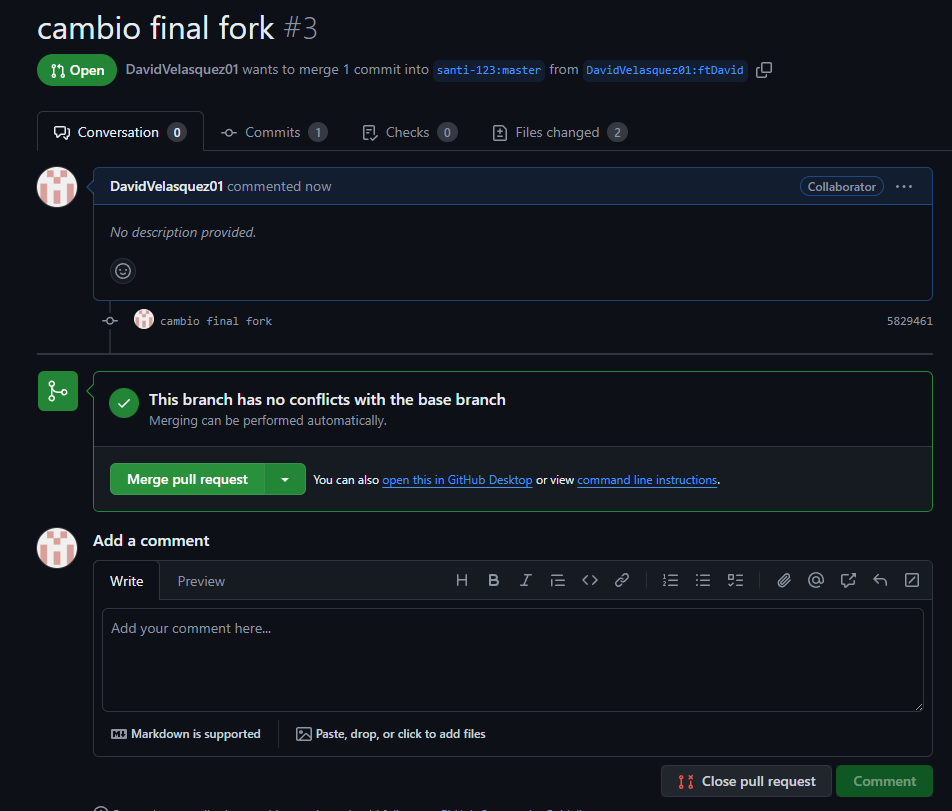 cambio final fork #3
Open DavidVelasquez01 wants to merge 1 commit into santi-123:master from DavidVelasquez01:ftDavid
Conversation 0 Commits 1 Checks 0 Files changed 2
DavidVelasquez01 commented now Collaborator
No description provided.
cambio final fork 5829461
This branch has no conflicts with the base branch
Merging can be performed automatically.
Merge pull request You can also open this in GitHub Desktop or view command line instructions.
Add a comment
Write Preview
Add your comment here...
Markdown is supported Paste, drop, or click to add files
Close pull request Comment